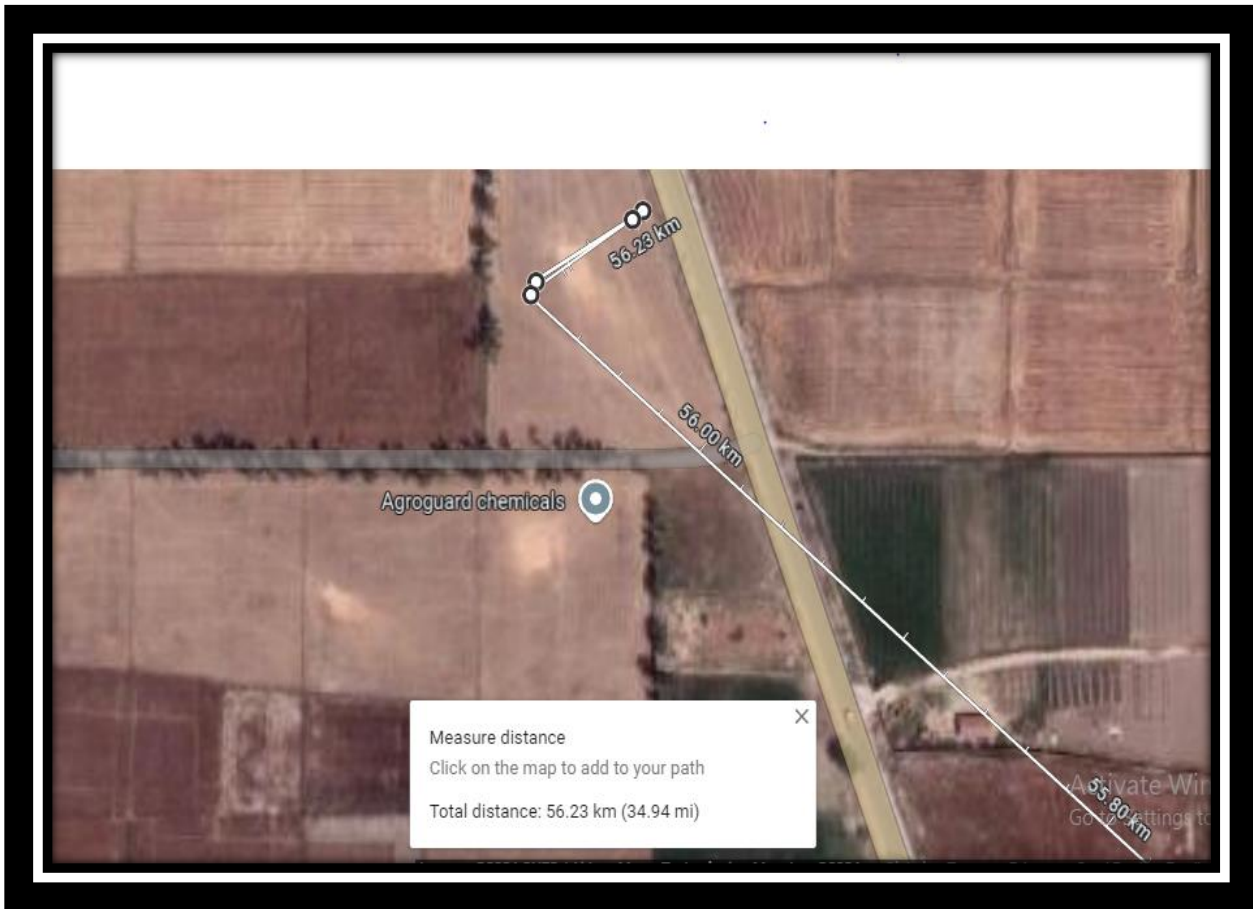 56.23 km
56.00 km
Agroguard chemicals
Measure distance
Click on the map to add to your path
Total distance: 56.23 km (34.94 mi)
Activate Wir
55.80 km
Go to Settings to